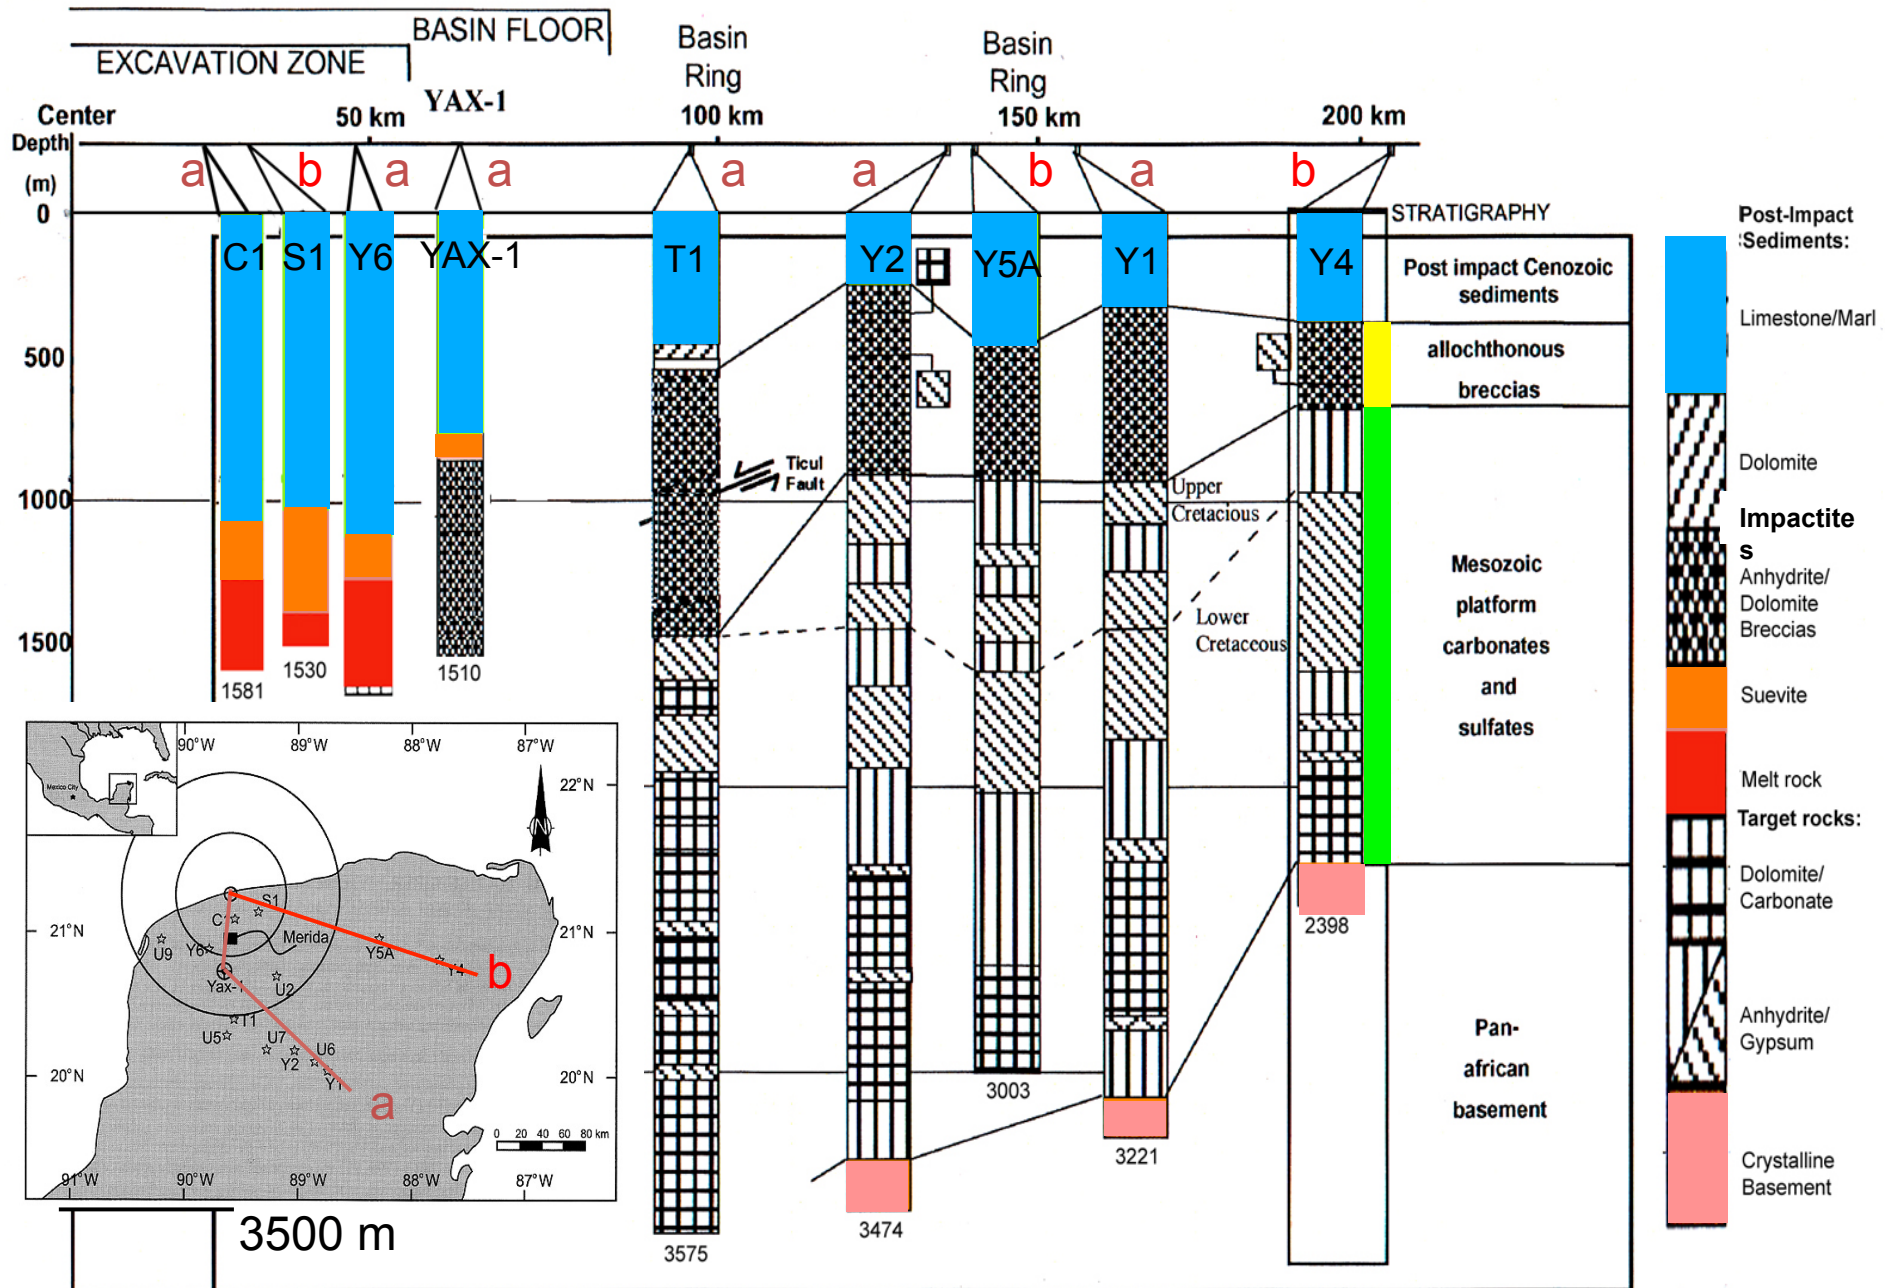 BASIN FLOOR
EXCAVATION ZONE
YAX-1
Basin
Ring
Basin
Ring
Center
50 km
100 km
150 km
200 km
Depth
(m)
a
b
a
a
a
a
b
a
b
0
500
1000
1500
C1
S1
Y6
YAX-1
T1
Y2
Y5A
Y1
Y4
1581
1530
1510
3575
3474
3003
3221
2398
Ticul
Fault
Upper
Cretacious
Lower
Cretaceous
STRATIGRAPHY
Post impact Cenozoic
sediments
allochthonous
breccias
Mesozoic
platform
carbonates
and
sulfates
Pan-
african
basement
Post-Impact
Sediments:
Limestone/Marl
Dolomite
Impactite
s
Anhydrite/
Dolomite
Breccias
Suevite
Melt rock
Target rocks:
Dolomite/
Carbonate
Anhydrite/
Gypsum
Crystalline
Basement
90°W
89°W
88°W
87°W
Mexico City
22°N
N
21°N
21°N
20°N
20°N
S1
C1
Merida
U9
Y6
Y5A
Y4
b
Yax-1
U2
T1
U5
U7
U6
Y2
Y1
a
0 20 40 60 80 km
91°W
90°W
89°W
88°W
87°W
3500 m